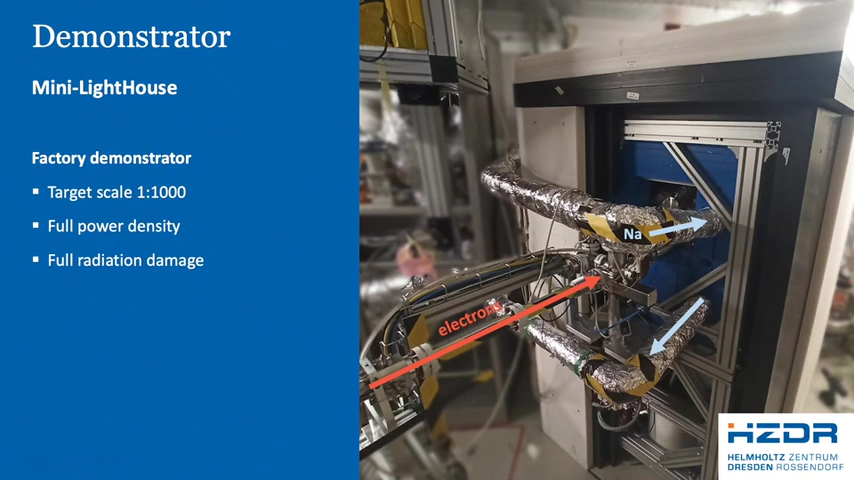 Demonstrator
Mini-LightHouse
Factory demonstrator
▪ Target scale 1:1000
▪ Full power density
▪ Full radiation damage
Na
electrons
HZDR
HELMHOLTZ ZENTRUM
DRESDEN ROSSENDORF